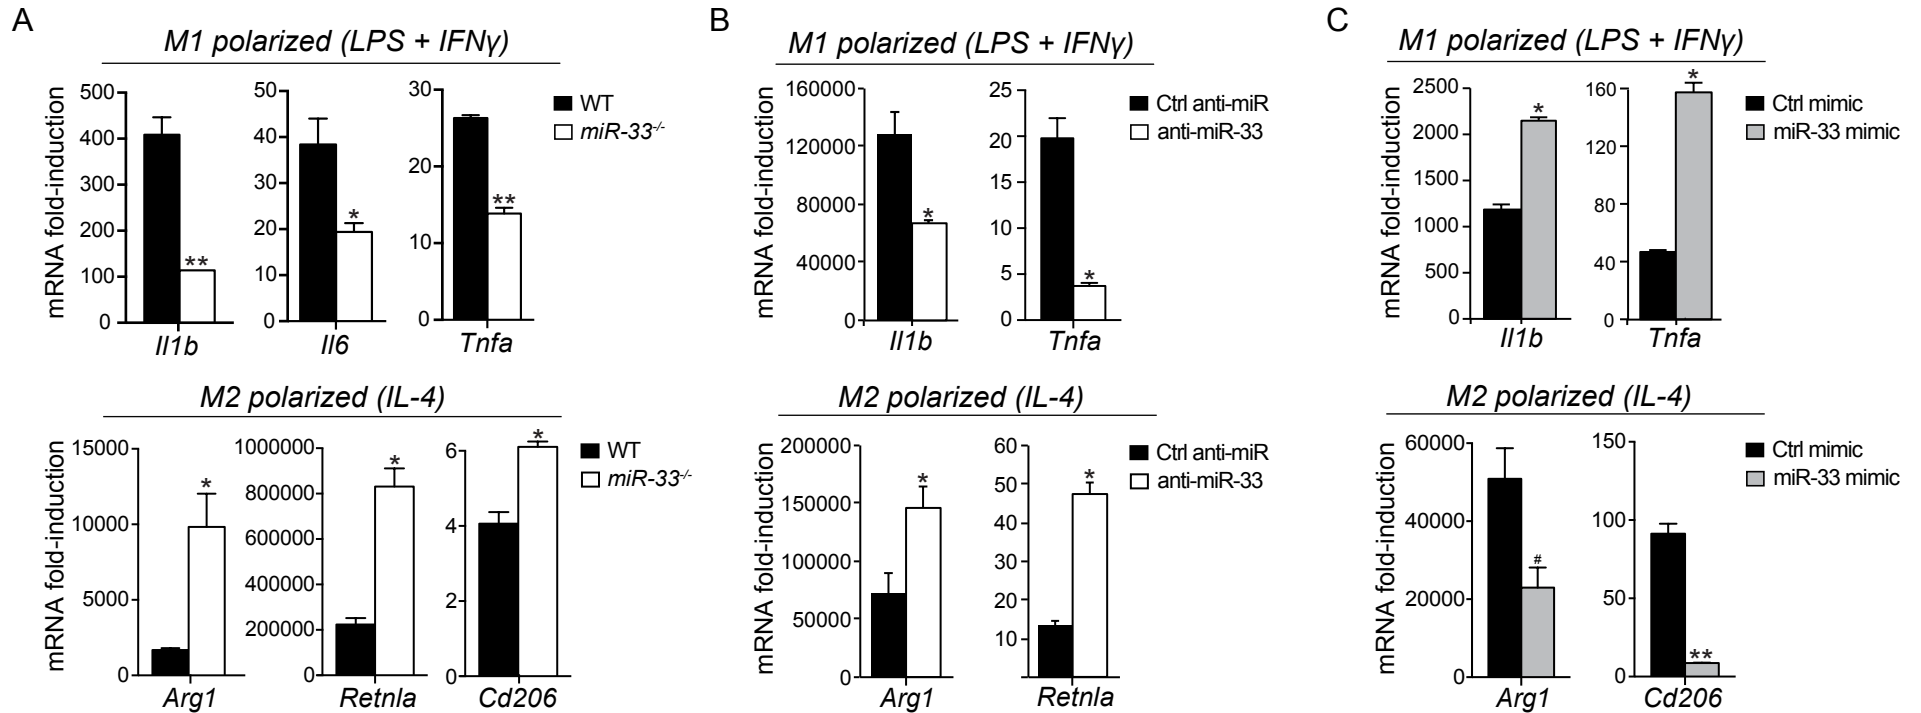 A
M1 polarized (LPS + IFNγ)
mRNA fold-induction
500
400
300
200
100
0
**
Il1b
50
40
30
20
10
0
*
Il6
30
20
10
0
**
Tnfa
WT
miR-33-/-
M2 polarized (IL-4)
mRNA fold-induction
15000
10000
5000
0
*
Arg1
1000000
800000
600000
400000
200000
0
*
Retnla
6
4
2
0
*
Cd206
WT
miR-33-/-
B
M1 polarized (LPS + IFNγ)
mRNA fold-induction
160000
120000
80000
40000
0
*
Il1b
25
20
15
10
5
0
*
Tnfa
Ctrl anti-miR
anti-miR-33
M2 polarized (IL-4)
mRNA fold-induction
200000
150000
100000
50000
0
*
Arg1
60
50
40
30
20
10
*
Retnla
Ctrl anti-miR
anti-miR-33
C
M1 polarized (LPS + IFNγ)
mRNA fold-induction
2500
2000
1500
1000
500
0
*
Il1b
160
120
80
40
0
*
Tnfa
Ctrl mimic
miR-33 mimic
M2 polarized (IL-4)
mRNA fold-induction
60000
40000
20000
0
#
Arg1
150
100
50
0
**
Cd206
Ctrl mimic
miR-33 mimic